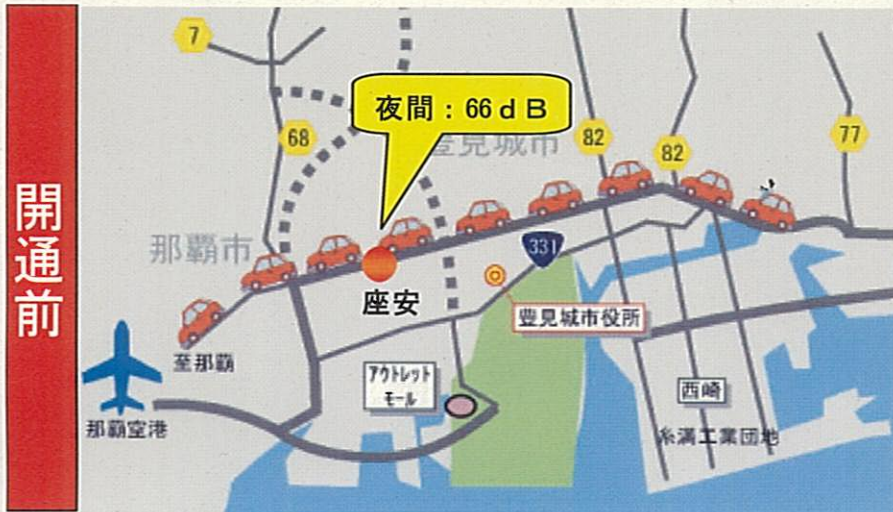 開通前
7
夜間：66ｄＢ
68
豊見城市
82
82
77
那覇市
331
座安
豊見城市役所
至那覇
アウトレット
モール
西崎
那覇空港
糸満工業団地